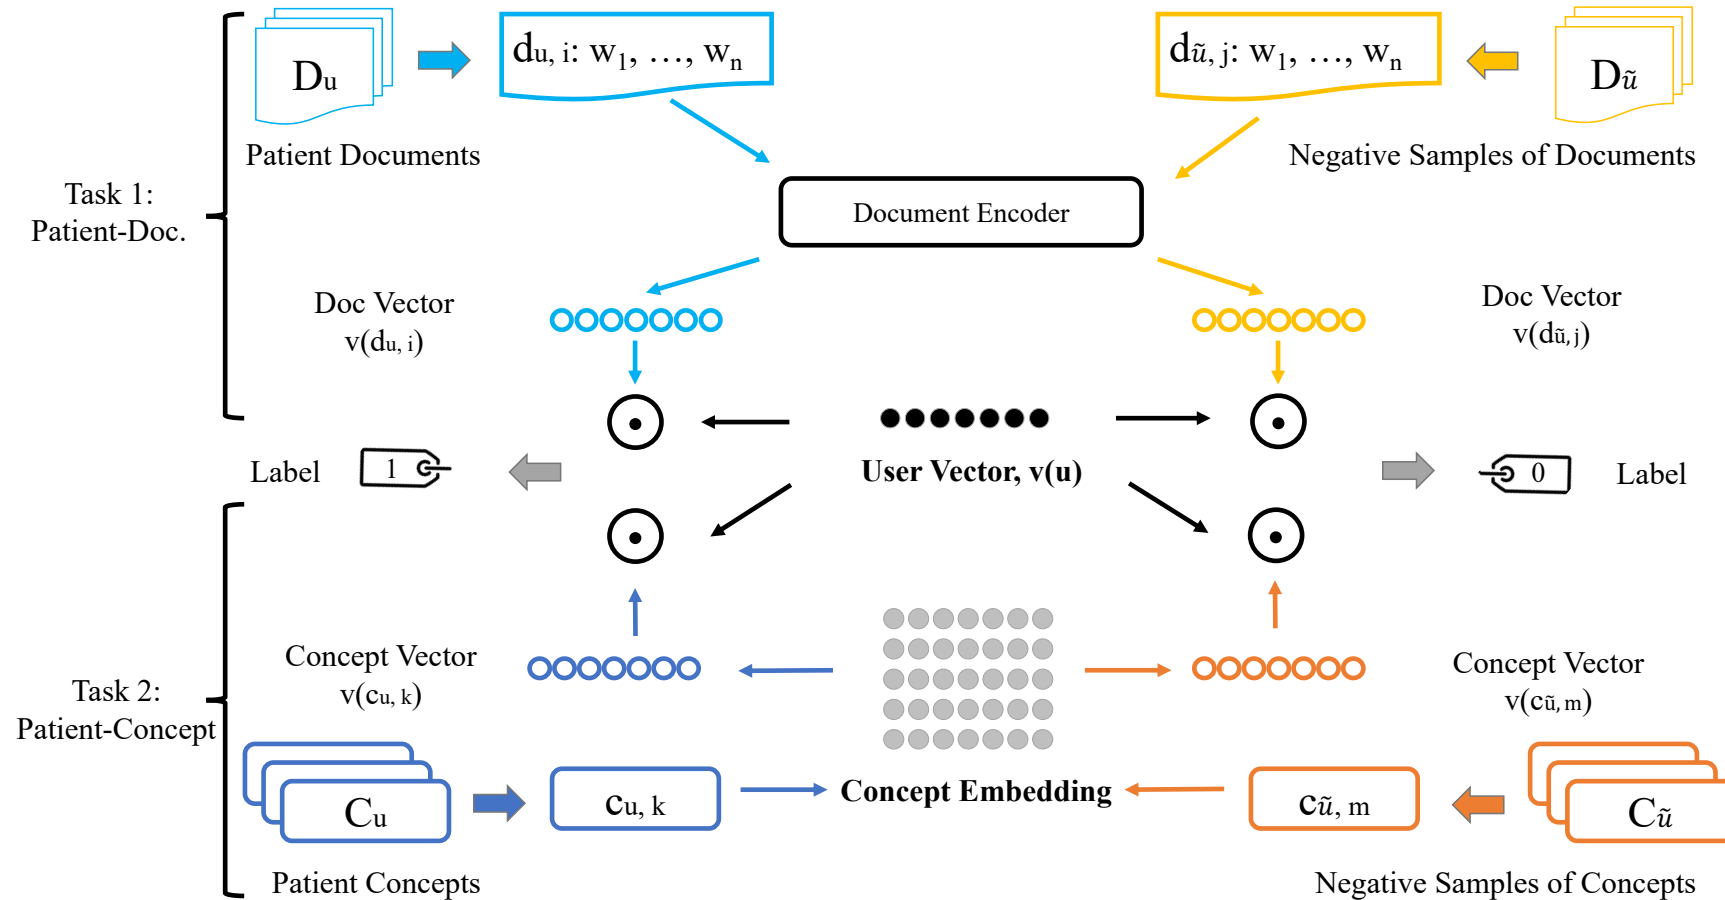 Du
du, i: w1, …, wn
dũ, j: w1, …, wn
Dũ
Patient Documents
Negative Samples of Documents
Task 1:
Patient-Doc.
Document Encoder
Doc Vector
v(du, i)
Doc Vector
v(dũ, j)
Label
1
User Vector, v(u)
0
Label
Task 2:
Patient-Concept
Concept Vector
v(cu, k)
Concept Vector
v(cũ, m)
Cu
cu, k
Concept Embedding
cũ, m
Cũ
Patient Concepts
Negative Samples of Concepts